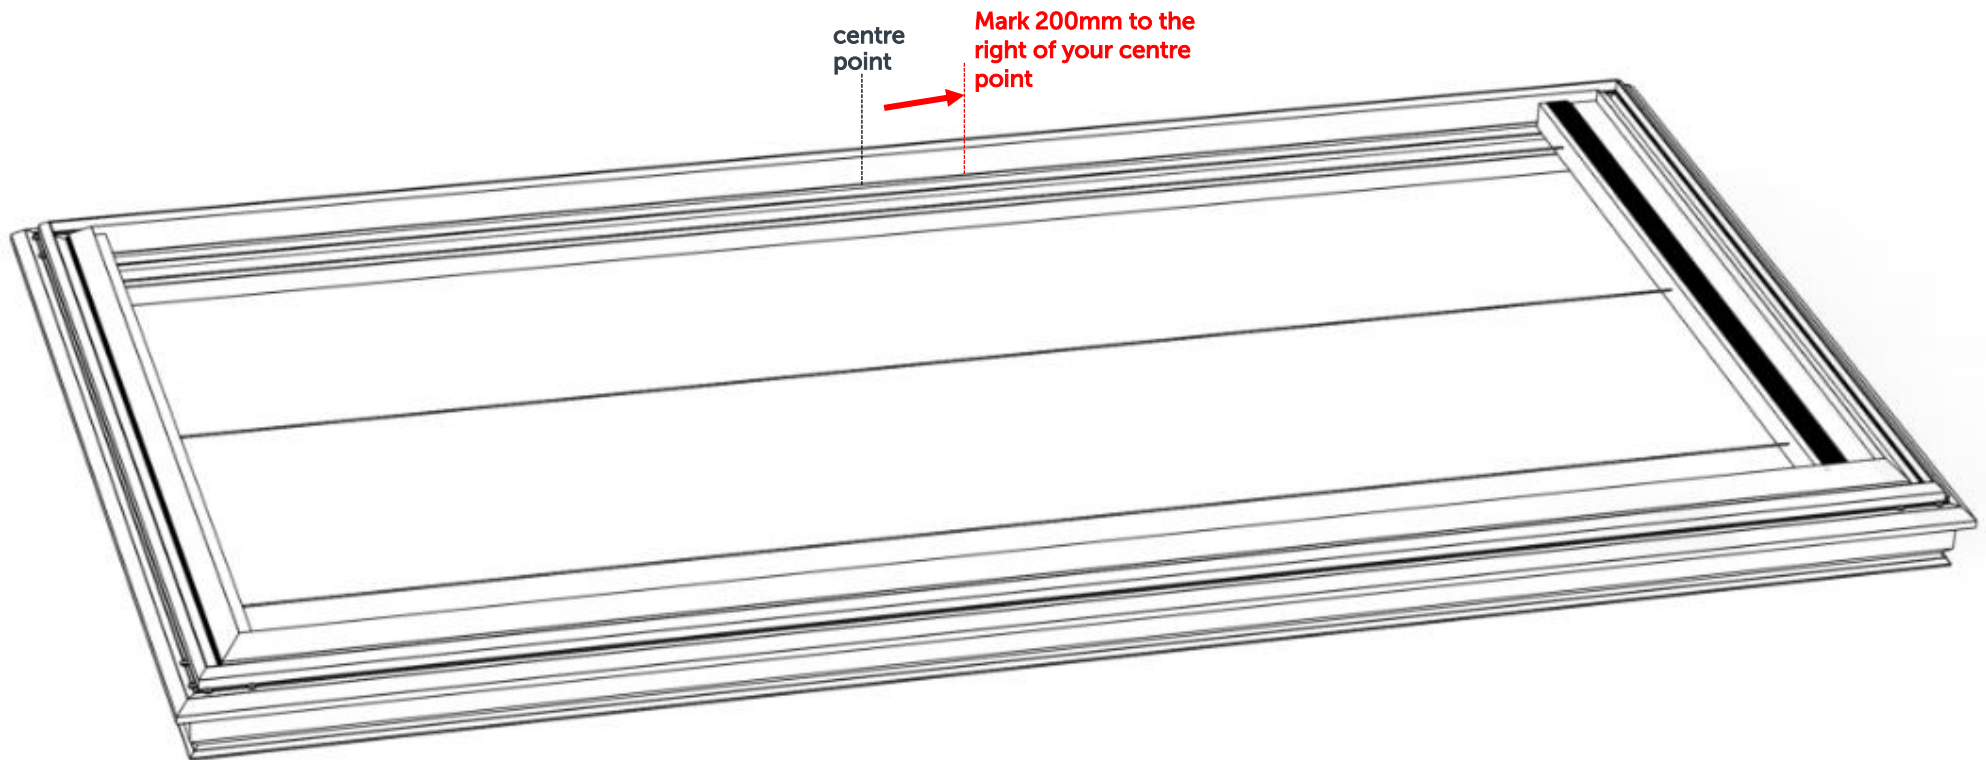 centre
point
Mark 200mm to the
right of your centre
point